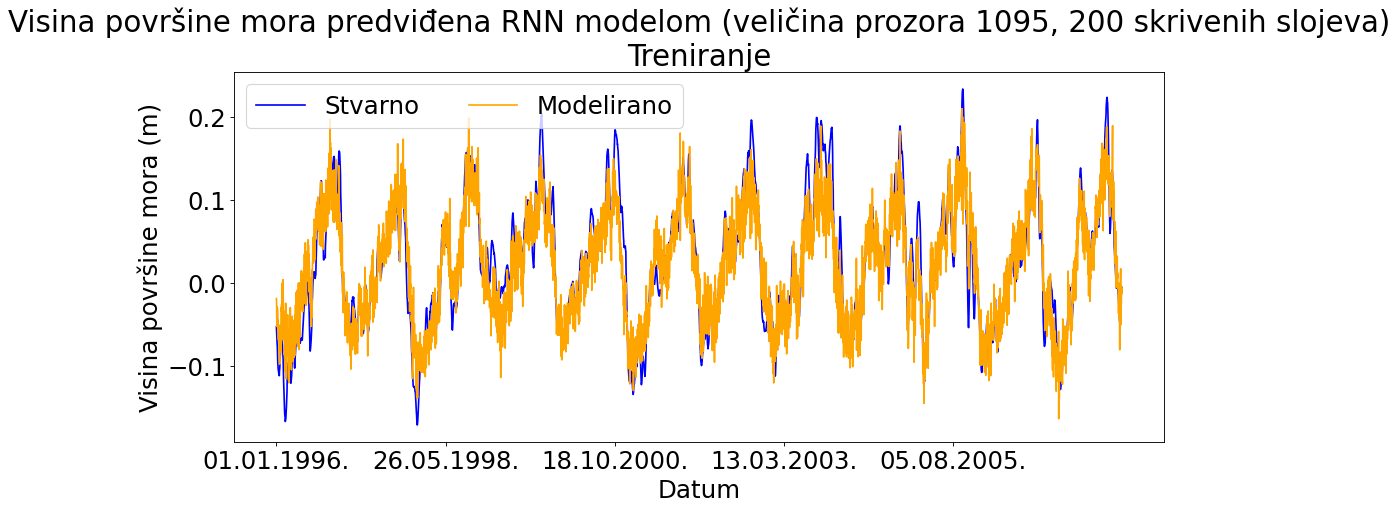 Visina površine mora predviđena RNN modelom (veličina prozora 1095, 200 skrivenih slojeva)
Treniranje
Stvarno Modelirano
Visina površine mora (m)
0.2
0.1
0.0
−0.1
01.01.1996. 26.05.1998. 18.10.2000. 13.03.2003. 05.08.2005.
Datum